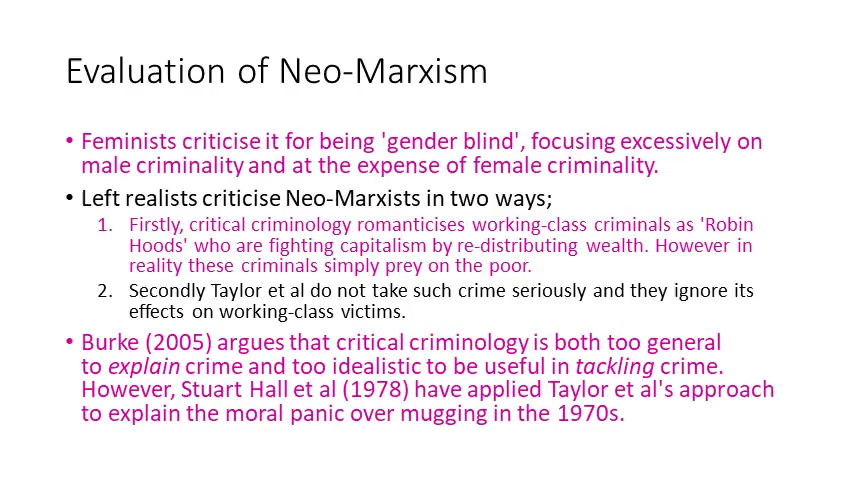 Evaluation of Neo-Marxism
• Feminists criticise it for being 'gender blind', focusing excessively on
male criminality and at the expense of female criminality.
• Left realists criticise Neo-Marxists in two ways;
1. Firstly, critical criminology romanticises working-class criminals as 'Robin
Hoods' who are fighting capitalism by re-distributing wealth. However in
reality these criminals simply prey on the poor.
2. Secondly Taylor et al do not take such crime seriously and they ignore its
effects on working-class victims.
• Burke (2005) argues that critical criminology is both too general
to explain crime and too idealistic to be useful in tackling crime.
However, Stuart Hall et al (1978) have applied Taylor et al's approach
to explain the moral panic over mugging in the 1970s.